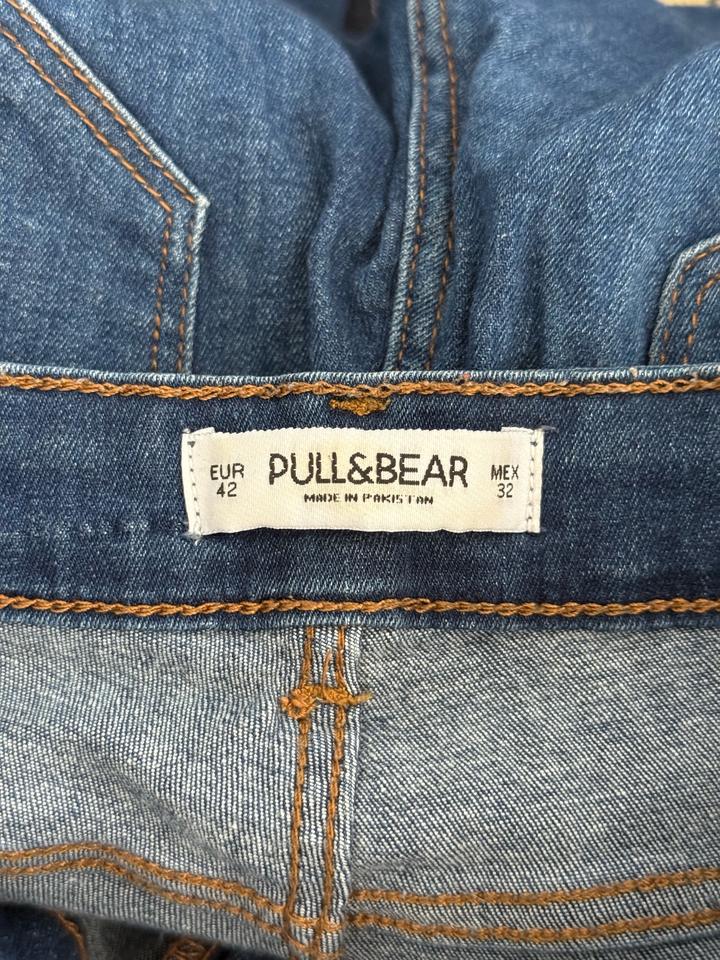 EUR
42
PULL&BEAR
MADE IN PAKISTAN
MEX
32